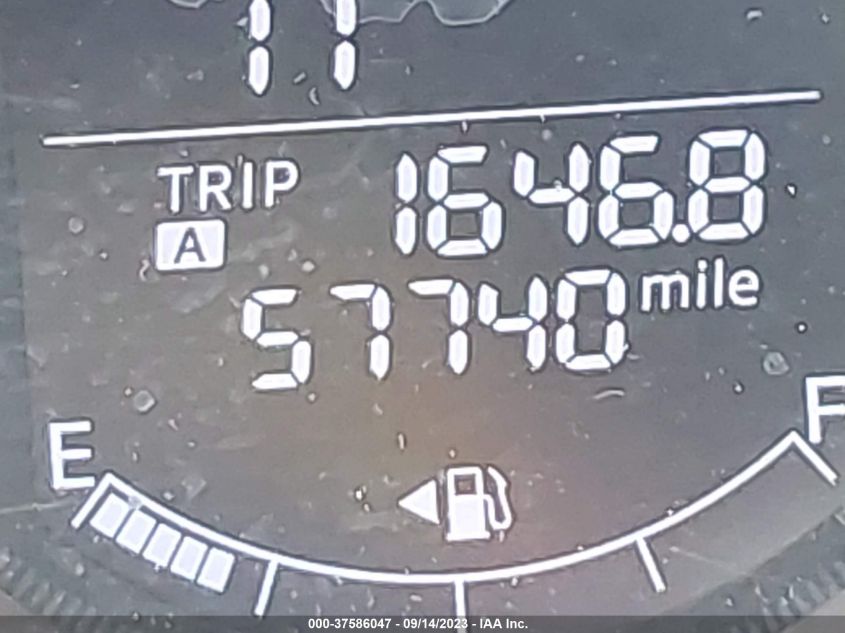 TRIP 1646.8
A
57740 mile
E F
000-37586047 - 09/14/2023 - IAA Inc.